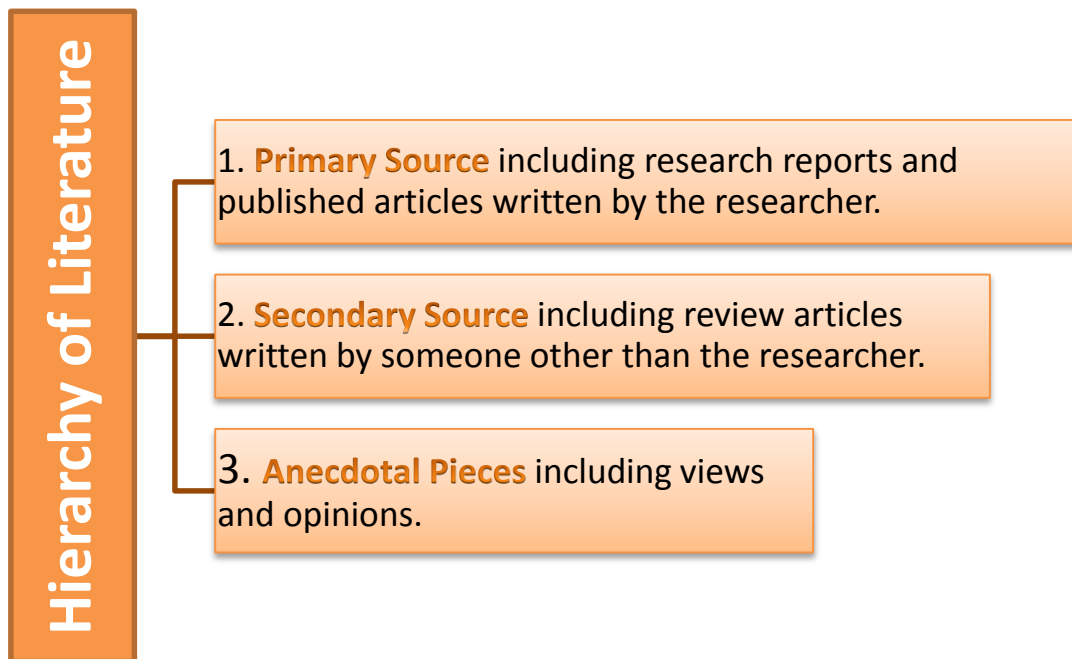 Hierarchy of Literature
1. Primary Source including research reports and
published articles written by the researcher.
2. Secondary Source including review articles
written by someone other than the researcher.
3. Anecdotal Pieces including views
and opinions.